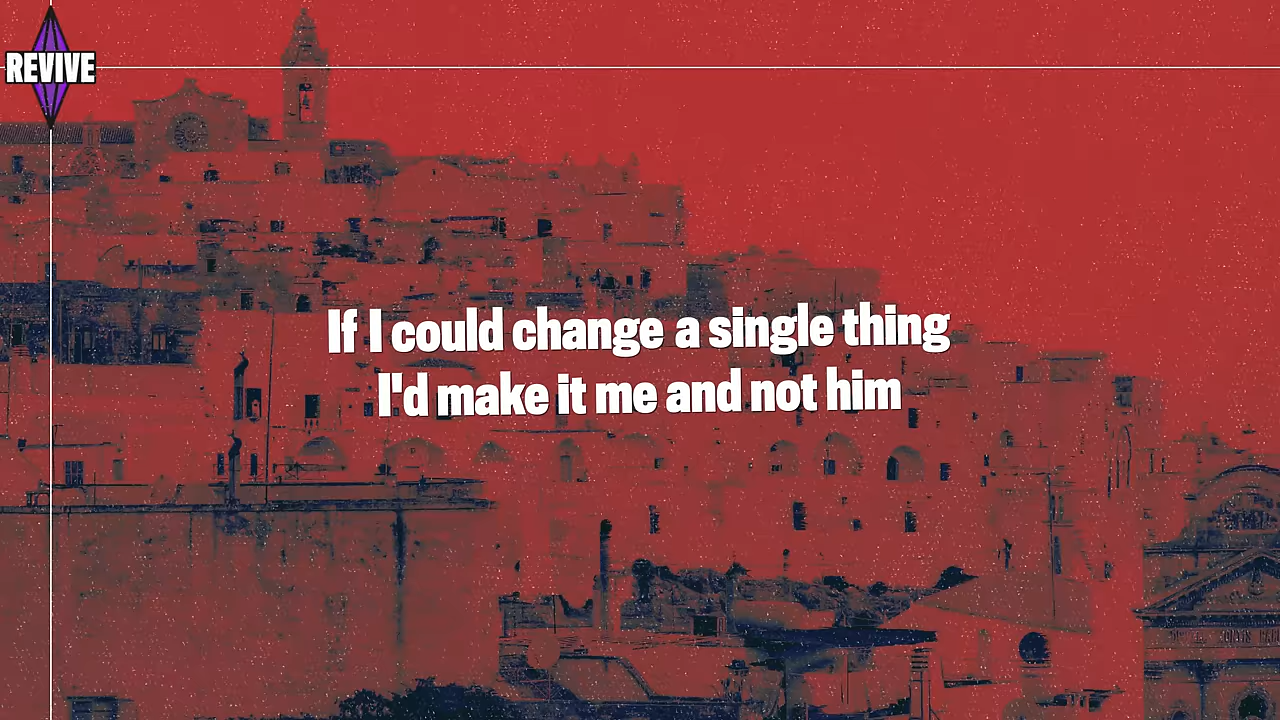 REVIVE
If I could change a single thing
I'd make it me and not him